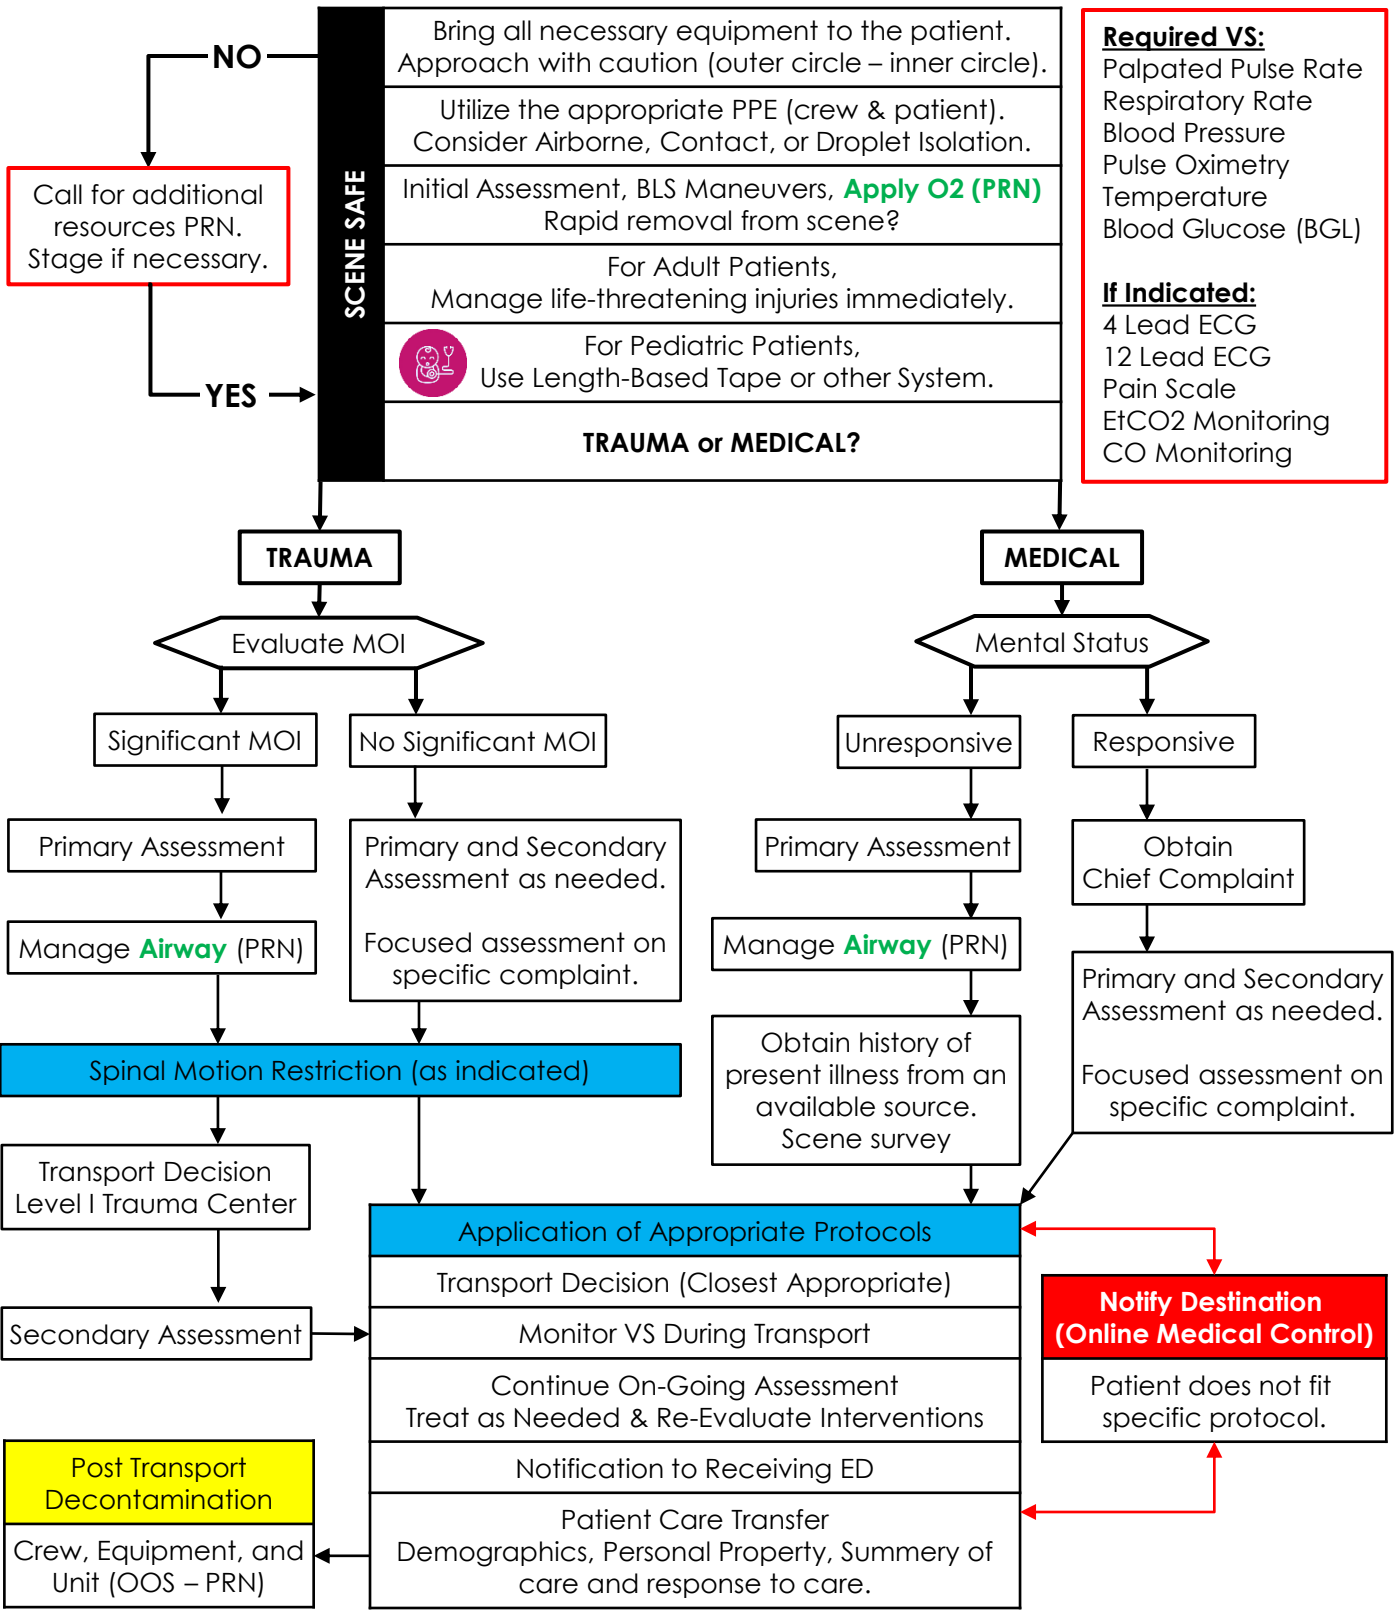 NO
Call for additional
resources PRN.
Stage if necessary.
YES
SCENE SAFE
Bring all necessary equipment to the patient.
Approach with caution (outer circle – inner circle).
Utilize the appropriate PPE (crew & patient).
Consider Airborne, Contact, or Droplet Isolation.
Initial Assessment, BLS Maneuvers, Apply O2 (PRN)
Rapid removal from scene?
For Adult Patients,
Manage life-threatening injuries immediately.
For Pediatric Patients,
Use Length-Based Tape or other System.
TRAUMA or MEDICAL?
Required VS:
Palpated Pulse Rate
Respiratory Rate
Blood Pressure
Pulse Oximetry
Temperature
Blood Glucose (BGL)
If Indicated:
4 Lead ECG
12 Lead ECG
Pain Scale
EtCO2 Monitoring
CO Monitoring
TRAUMA
Evaluate MOI
Significant MOI
No Significant MOI
Primary Assessment
Manage Airway (PRN)
Primary and Secondary
Assessment as needed.
Focused assessment on
specific complaint.
Spinal Motion Restriction (as indicated)
Transport Decision
Level I Trauma Center
Secondary Assessment
MEDICAL
Mental Status
Unresponsive
Responsive
Primary Assessment
Manage Airway (PRN)
Obtain history of
present illness from an
available source.
Scene survey
Obtain
Chief Complaint
Primary and Secondary
Assessment as needed.
Focused assessment on
specific complaint.
Application of Appropriate Protocols
Transport Decision (Closest Appropriate)
Monitor VS During Transport
Continue On-Going Assessment
Treat as Needed & Re-Evaluate Interventions
Notification to Receiving ED
Patient Care Transfer
Demographics, Personal Property, Summery of
care and response to care.
Notify Destination
(Online Medical Control)
Patient does not fit
specific protocol.
Post Transport
Decontamination
Crew, Equipment, and
Unit (OOS – PRN)